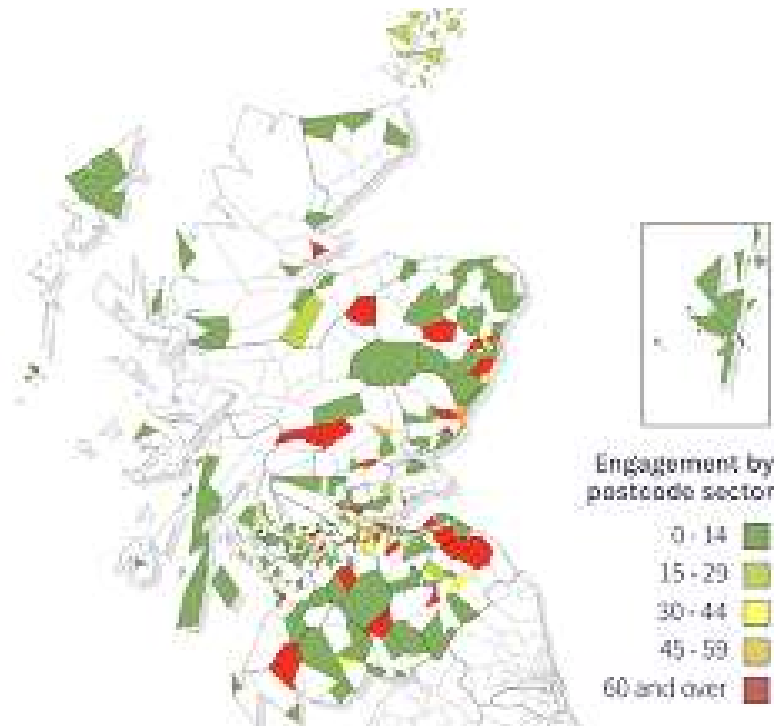 Engagement by
postcode sector
0 - 14
15 - 29
30 - 44
45 - 59
60 and over